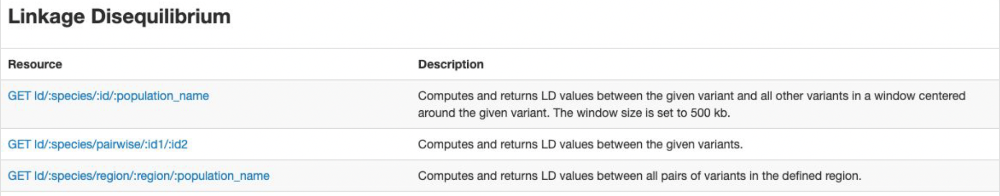 Linkage Disequilibrium
Resource Description
GET ld/:species/:id/:population_name Computes and returns LD values between the given variant and all other variants in a window centered
around the given variant. The window size is set to 500 kb.
GET ld/:species/pairwise/:id1/:id2 Computes and returns LD values between the given variants.
GET ld/:species/region/:region/:population_name Computes and returns LD values between all pairs of variants in the defined region.